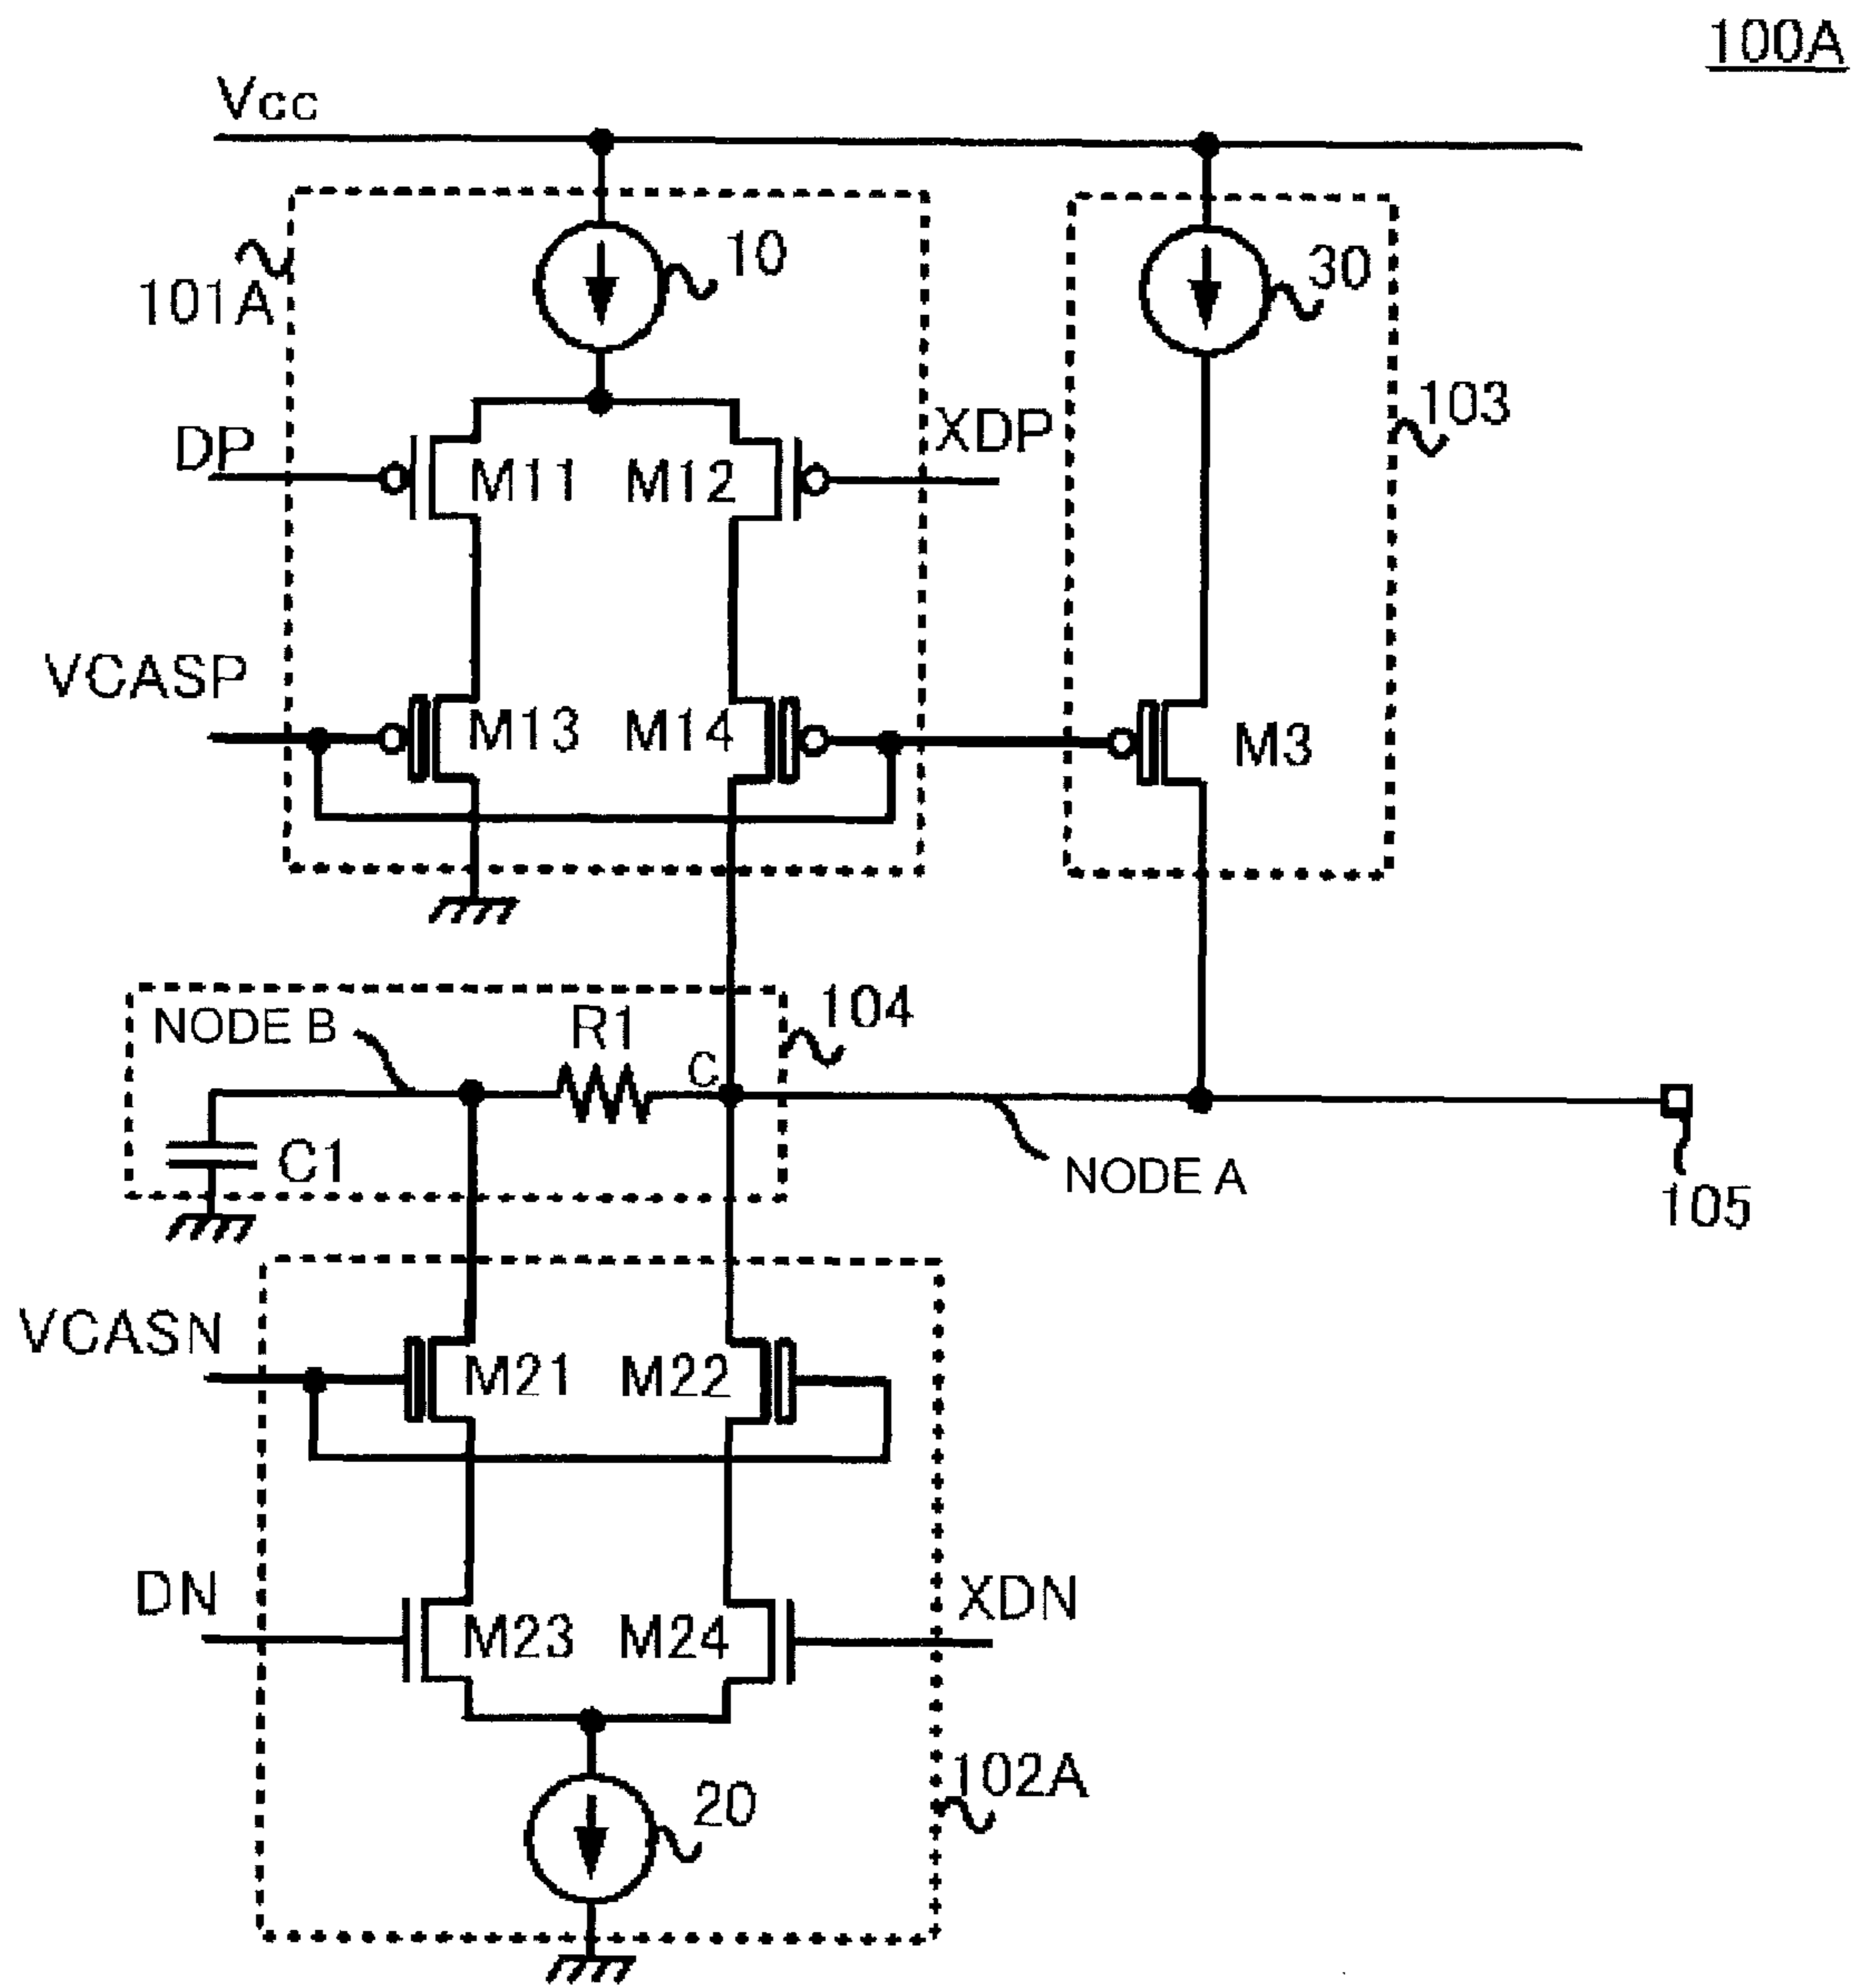 100A
Vcc
10
30
101A
103
DP
M11
M12
XDP
VCASP
M13
M14
M3
104
NODE B
R1
C
C1
NODE A
105
VCASN
M21
M22
DN
M23
M24
XDN
20
102A